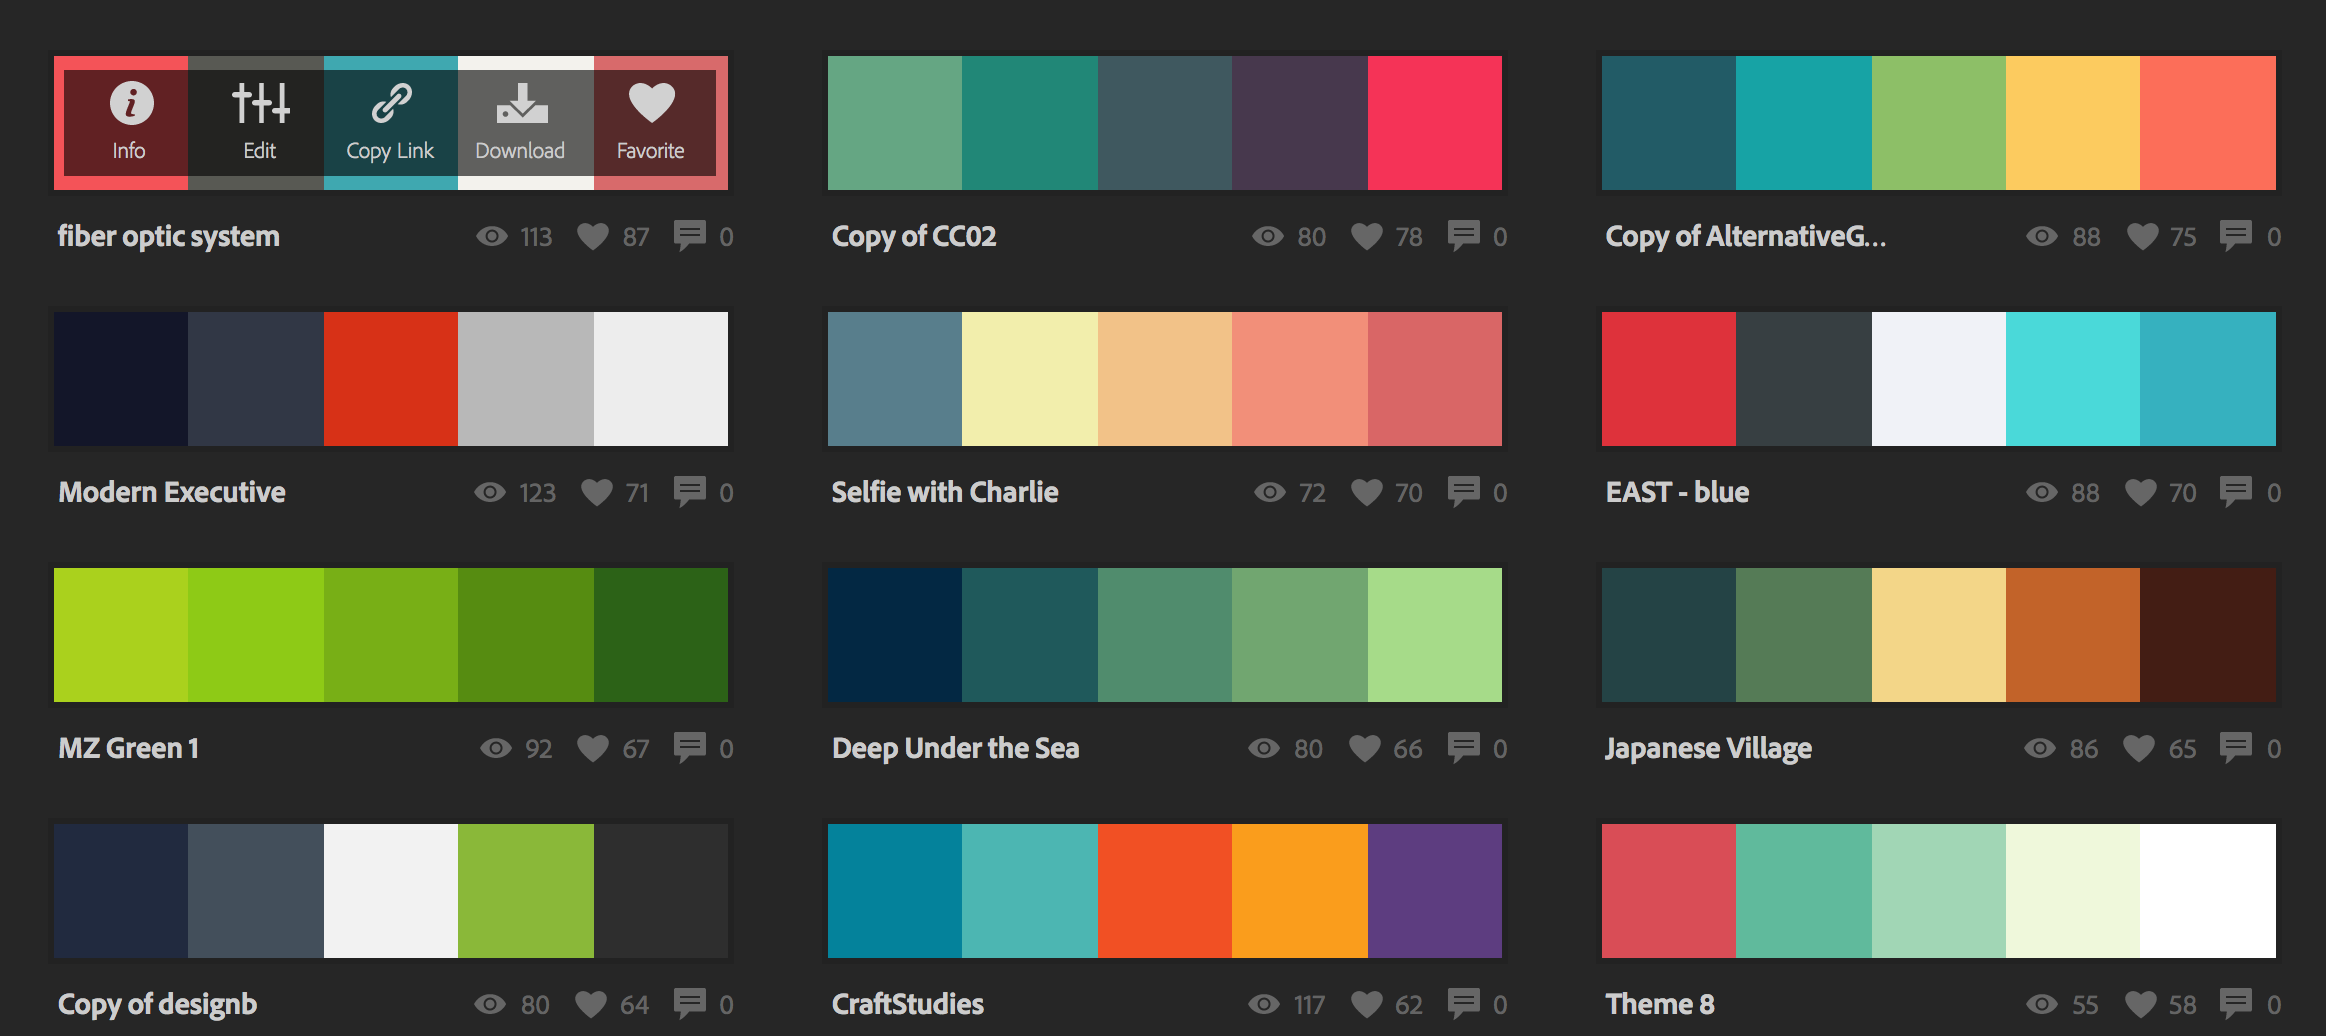 Info Edit Copy Link Download Favorite
fiber optic system 113 87 0
Copy of CC02 80 78 0
Copy of AlternativeG... 88 75 0
Modern Executive 123 71 0
Selfie with Charlie 72 70 0
EAST - blue 88 70 0
MZ Green 1 92 67 0
Deep Under the Sea 80 66 0
Japanese Village 86 65 0
Copy of designb 80 64 0
CraftStudies 117 62 0
Theme 8 55 58 0